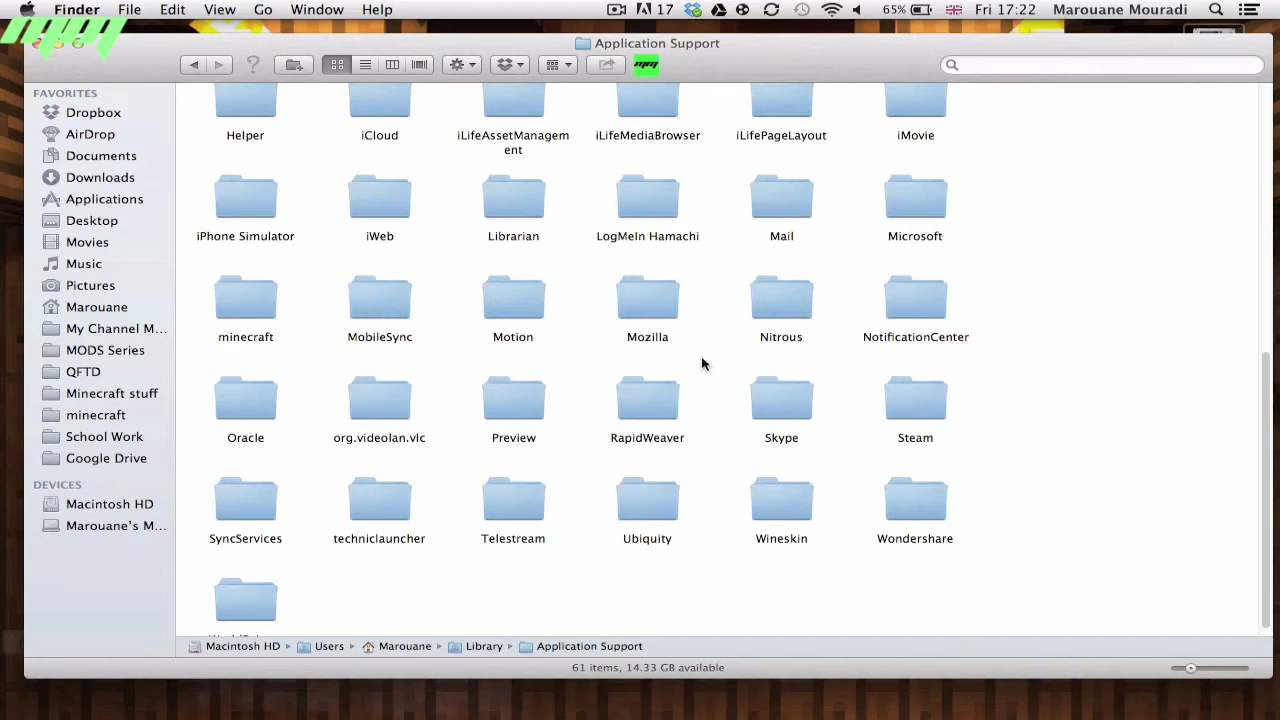 Finder File Edit View Go Window Help 17 65% Fri 17:22 Marouane Mouradi
Application Support
FAVORITES
Dropbox
AirDrop
Documents
Downloads
Applications
Desktop
Movies
Music
Pictures
Marouane
My Channel M...
MODS Series
QFTD
Minecraft stuff
minecraft
School Work
Google Drive
DEVICES
Macintosh HD
Marouane's M...
Helper iCloud iLifeAssetManagem iLifeMediaBrowser iLifePageLayout iMovie
ent
iPhone Simulator iWeb Librarian LogMeIn Hamachi Mail Microsoft
minecraft MobileSync Motion Mozilla Nitrous NotificationCenter
Oracle org.videolan.vlc Preview RapidWeaver Skype Steam
SyncServices techniclauncher Telestream Ubiquity Wineskin Wondershare
Macintosh HD Users Marouane Library Application Support
61 items, 14.33 GB available